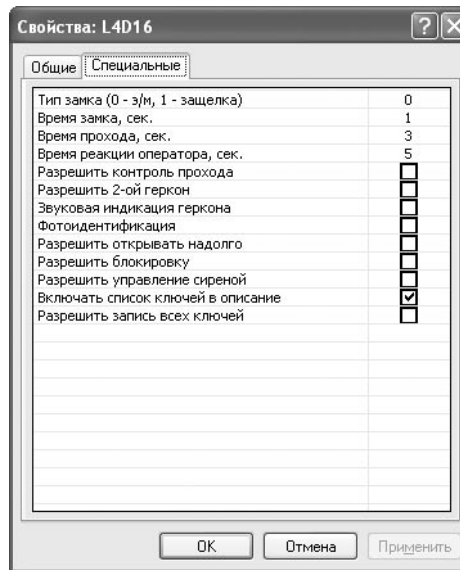 Свойства: L4D16
Общие Специальные
Тип замка (0 - э/м, 1 - защелка) 0
Время замка, сек. 1
Время прохода, сек. 3
Время реакции оператора, сек. 5
Разрешить контроль прохода
Разрешить 2-ой геркон
Звуковая индикация геркона
Фотоидентификация
Разрешить открывать надолго
Разрешить блокировку
Разрешить управление сиреной
Включать список ключей в описание
Разрешить запись всех ключей
OK Отмена Применить